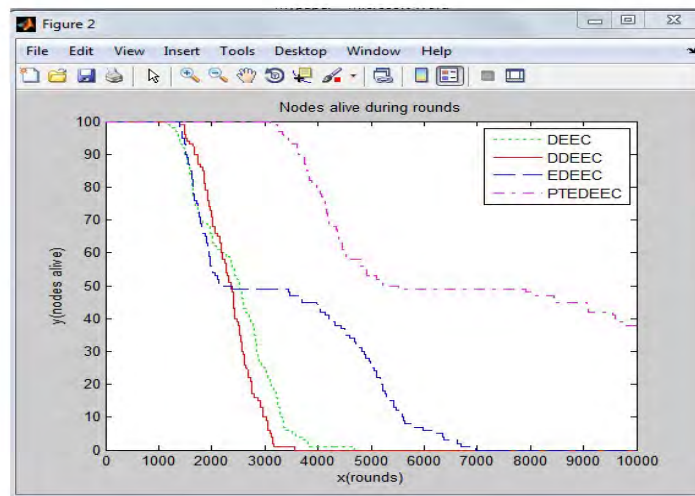 Figure 2
File Edit View Insert Tools Desktop Window Help
Nodes alive during rounds
DEEC
DDEEC
EDEEC
PTEDEEC
y(nodes alive)
100
90
80
70
60
50
40
30
20
10
0
0 1000 2000 3000 4000 5000 6000 7000 8000 9000 10000
x(rounds)